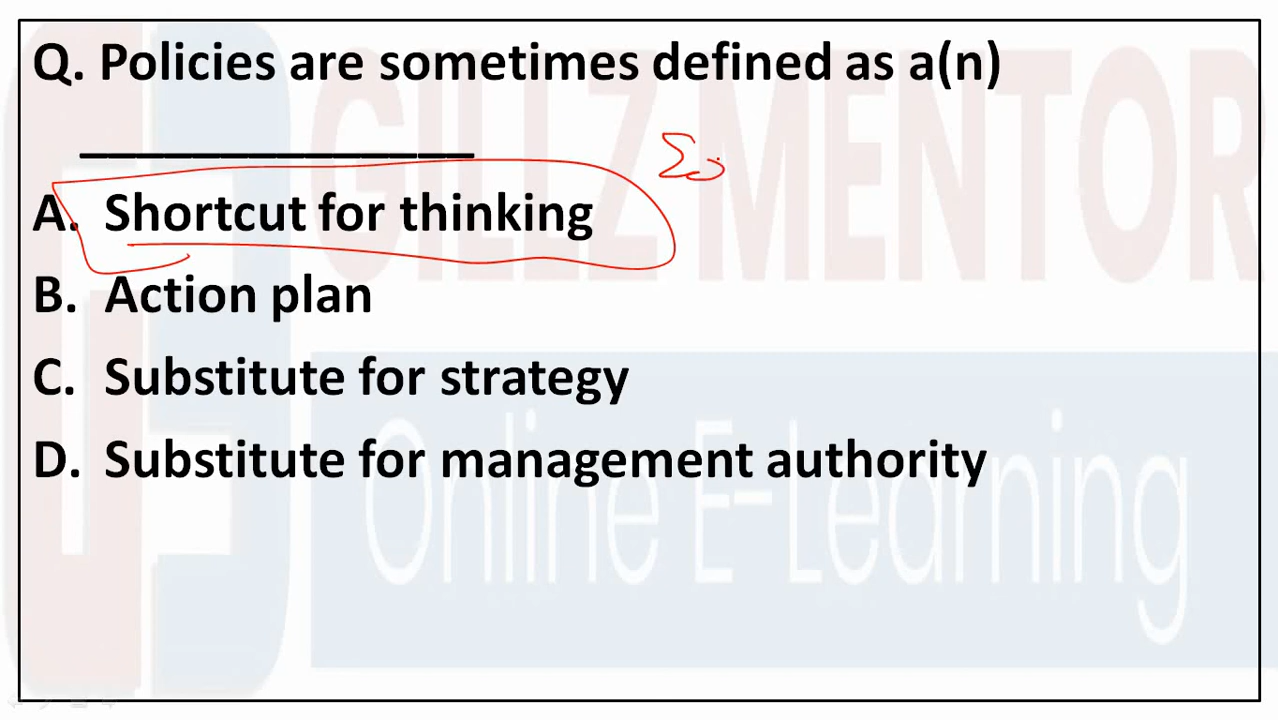 Q. Policies are sometimes defined as a(n)
______________
A. Shortcut for thinking
B. Action plan
C. Substitute for strategy
D. Substitute for management authority
GILLZ MENTOR
Online E-Learning